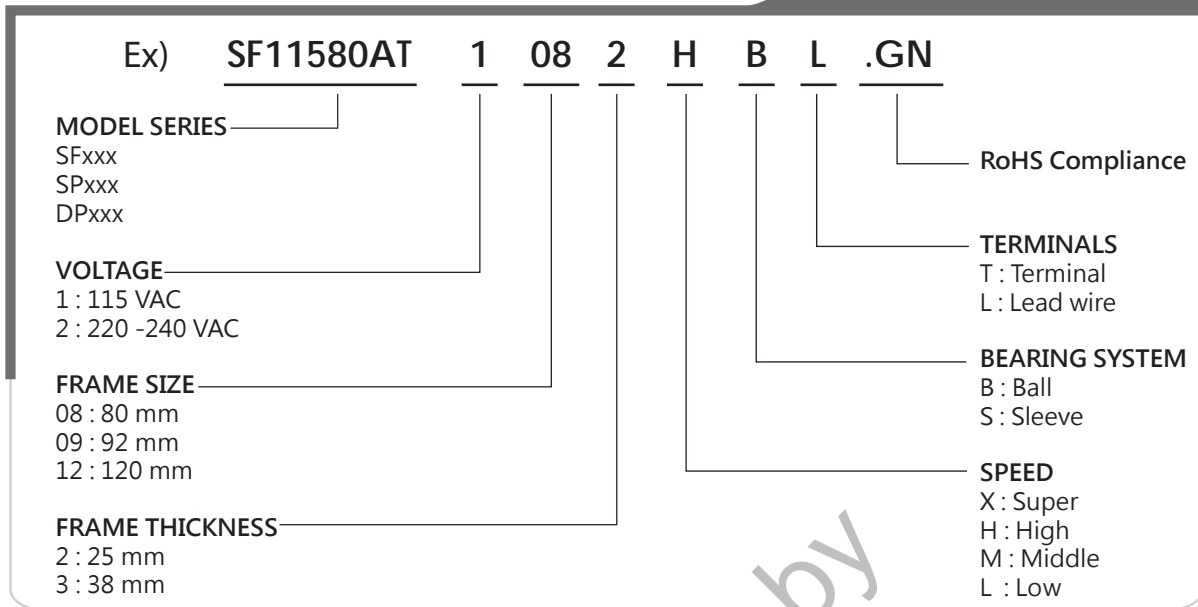 Ex) SF11580AT 1 08 2 H B L .GN
MODEL SERIES
SFxxx
SPxxx
DPxxx
VOLTAGE
1 : 115 VAC
2 : 220 -240 VAC
FRAME SIZE
08 : 80 mm
09 : 92 mm
12 : 120 mm
FRAME THICKNESS
2 : 25 mm
3 : 38 mm
RoHS Compliance
TERMINALS
T : Terminal
L : Lead wire
BEARING SYSTEM
B : Ball
S : Sleeve
SPEED
X : Super
H : High
M : Middle
L : Low
by